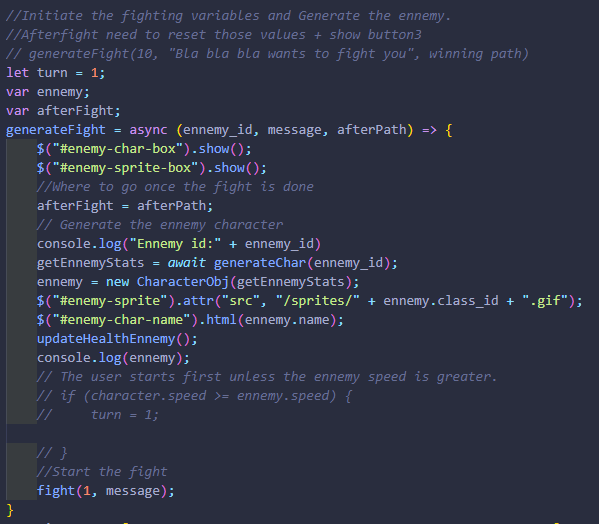 //Initiate the fighting variables and Generate the ennemy.
//Afterfight need to reset those values + show button3
// generateFight(10, "Bla bla bla wants to fight you", winning path)
let turn = 1;
var ennemy;
var afterFight;
generateFight = async (ennemy_id, message, afterPath) => {
    $("#enemy-char-box").show();
    $("#enemy-sprite-box").show();
    //Where to go once the fight is done
    afterFight = afterPath;
    // Generate the ennemy character
    console.log("Ennemy id:" + ennemy_id)
    getEnnemyStats = await generateChar(ennemy_id);
    ennemy = new CharacterObj(getEnnemyStats);
    $("#enemy-sprite").attr("src", "/sprites/" + ennemy.class_id + ".gif");
    $("#enemy-char-name").html(ennemy.name);
    updateHealthEnnemy();
    console.log(ennemy);
    // The user starts first unless the ennemy speed is greater.
    // if (character.speed >= ennemy.speed) {
    //     turn = 1;
    // }
    //Start the fight
    fight(1, message);
}